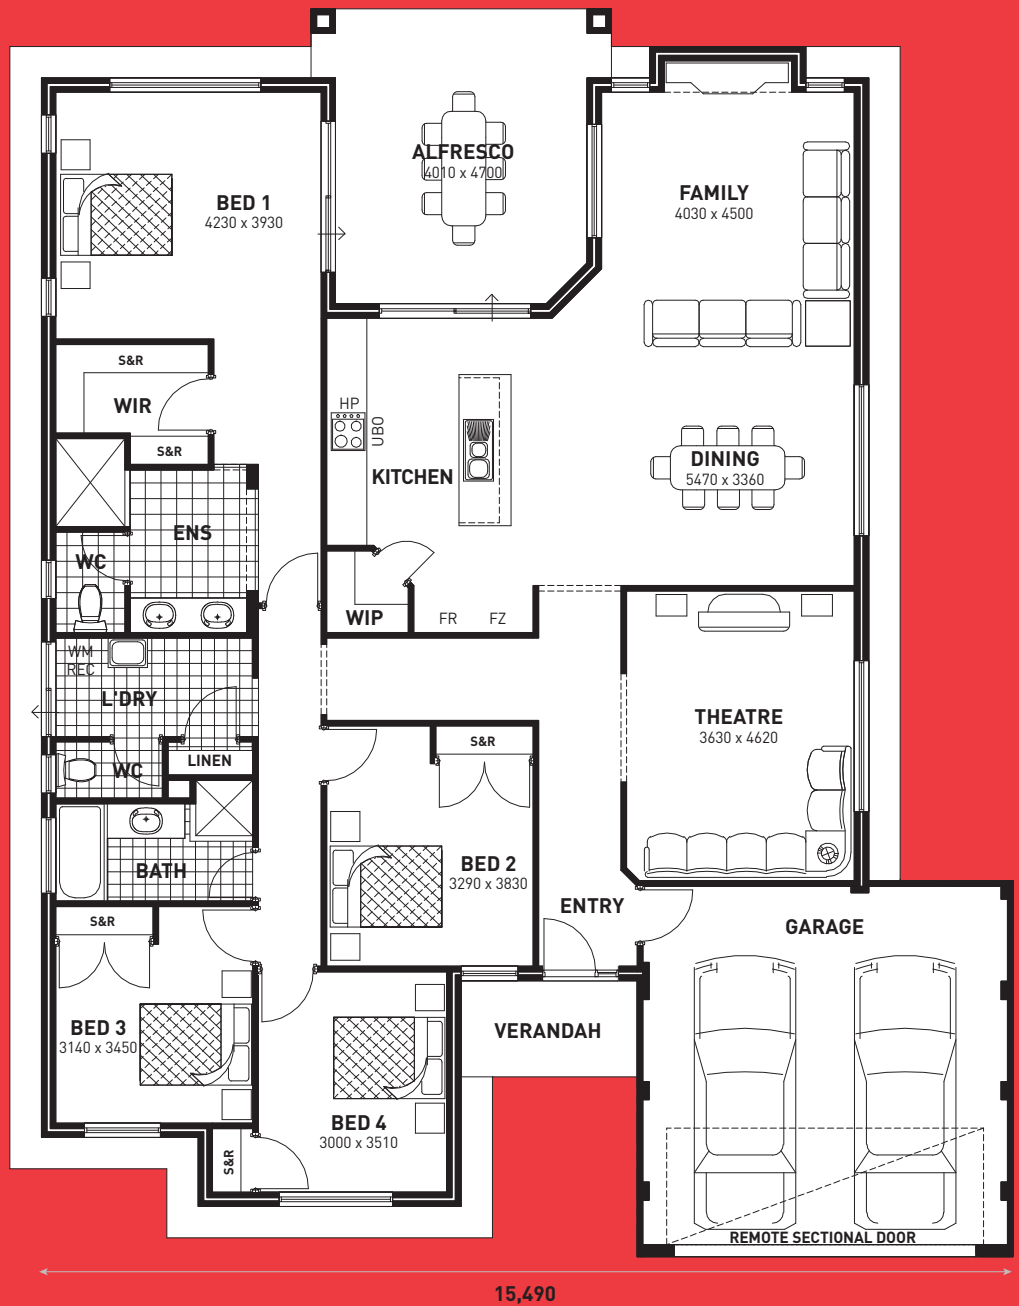 ALFRESCO
4010 x 4700
BED 1
4230 x 3930
FAMILY
4030 x 4500
S&R
WIR
S&R
HP
UBO
KITCHEN
DINING
5470 x 3360
ENS
WC
WIP
FR
FZ
WM
REC
L'DRY
THEATRE
3630 x 4620
S&R
LINEN
WC
BATH
BED 2
3290 x 3830
ENTRY
S&R
GARAGE
BED 3
3140 x 3450
VERANDAH
BED 4
3000 x 3510
S&R
REMOTE SECTIONAL DOOR
15,490